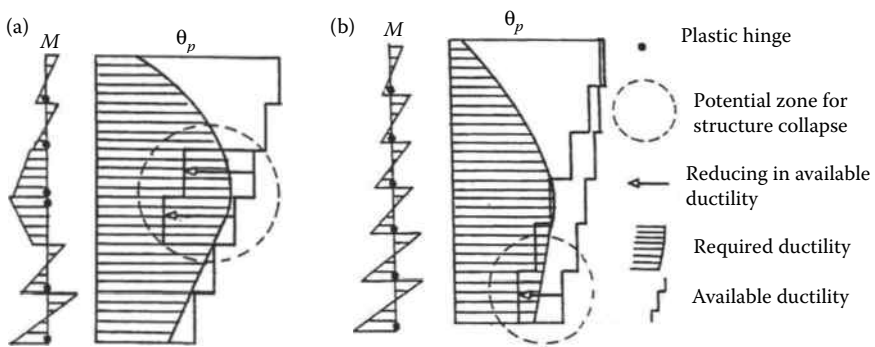 (a)
M
θp
(b)
M
θp
Plastic hinge
Potential zone for
structure collapse
Reducing in available
ductility
Required ductility
Available ductility